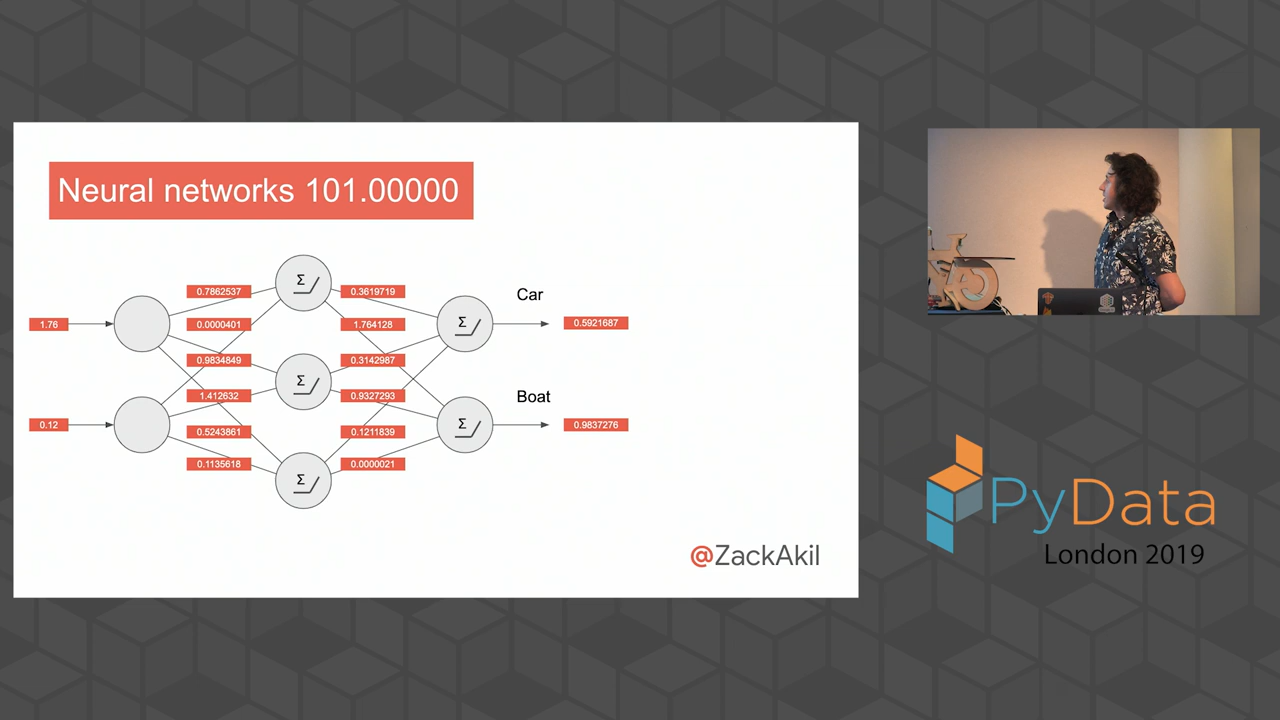 Neural networks 101.00000
1.76
0.12
0.7862537
0.0000401
0.9834849
1.412632
0.5243861
0.1135618
Σ
Σ
Σ
0.3619719
1.764128
0.3142987
0.9327293
0.1211839
0.0000021
Σ
Σ
Car
0.5921687
Boat
0.9837276
@ZackAkil
PyData
London 2019